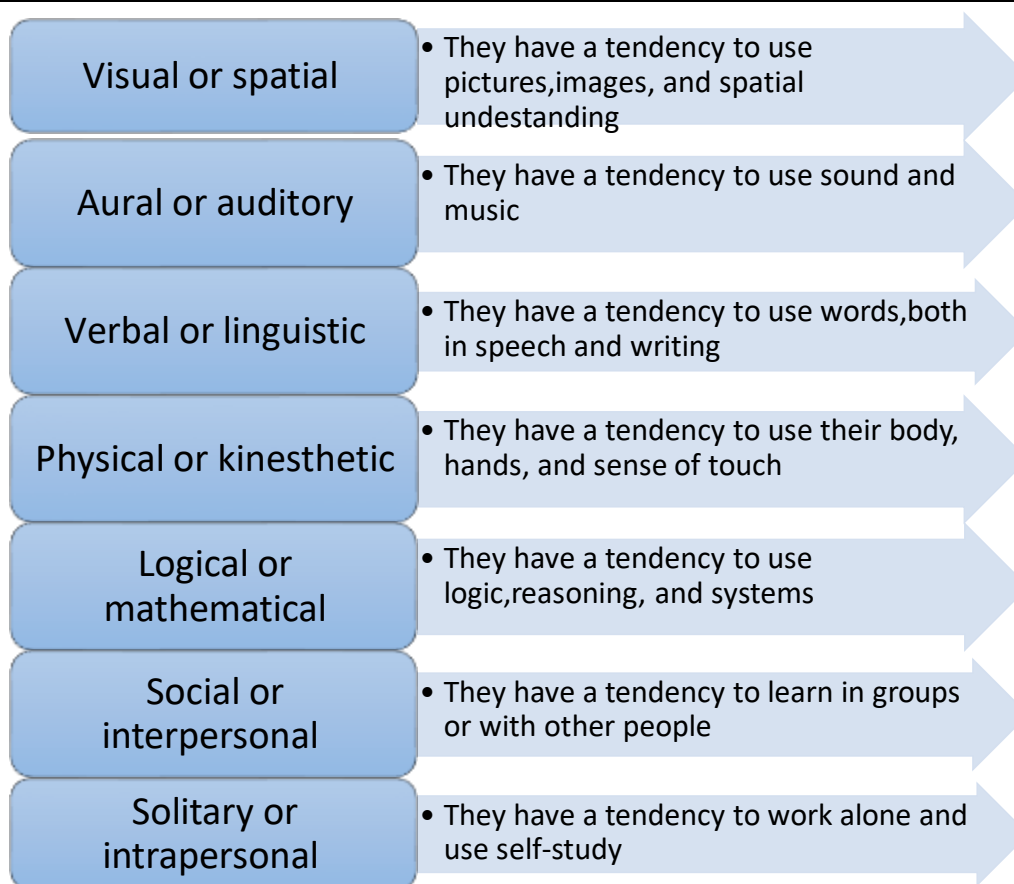 Visual or spatial
• They have a tendency to use
pictures,images, and spatial
undestanding
Aural or auditory
• They have a tendency to use sound and
music
Verbal or linguistic
• They have a tendency to use words,both
in speech and writing
Physical or kinesthetic
• They have a tendency to use their body,
hands, and sense of touch
Logical or
mathematical
• They have a tendency to use
logic,reasoning, and systems
Social or
interpersonal
• They have a tendency to learn in groups
or with other people
Solitary or
intrapersonal
• They have a tendency to work alone and
use self-study